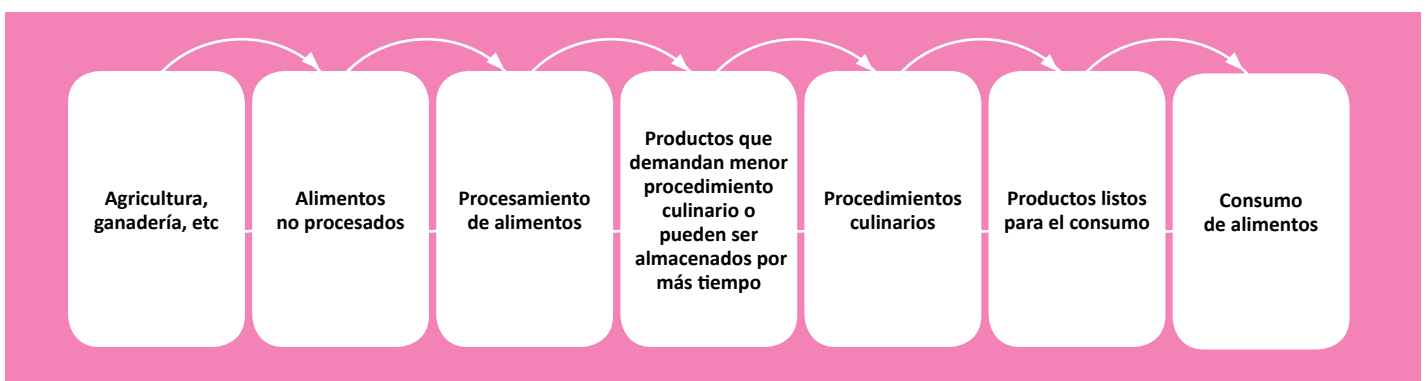 Agricultura,
ganadería, etc
Alimentos
no procesados
Procesamiento
de alimentos
Productos que
demandan menor
procedimiento
culinario o
pueden ser
almacenados por
más tiempo
Procedimientos
culinarios
Productos listos
para el consumo
Consumo
de alimentos